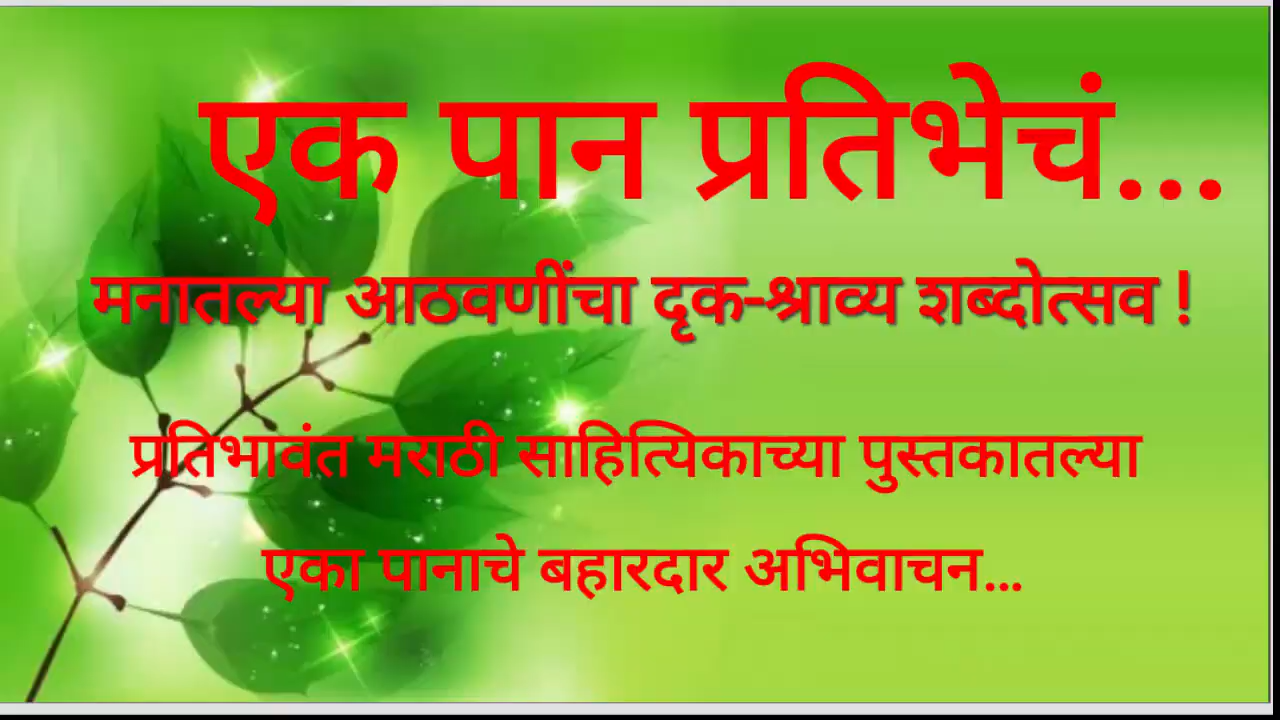 एक पान प्रतिभेचं...
मनातल्या आठवणींचा दृक-श्राव्य शब्दोत्सव !
प्रतिभावंत मराठी साहित्यिकाच्या पुस्तकातल्या
एका पानाचे बहारदार अभिवाचन...